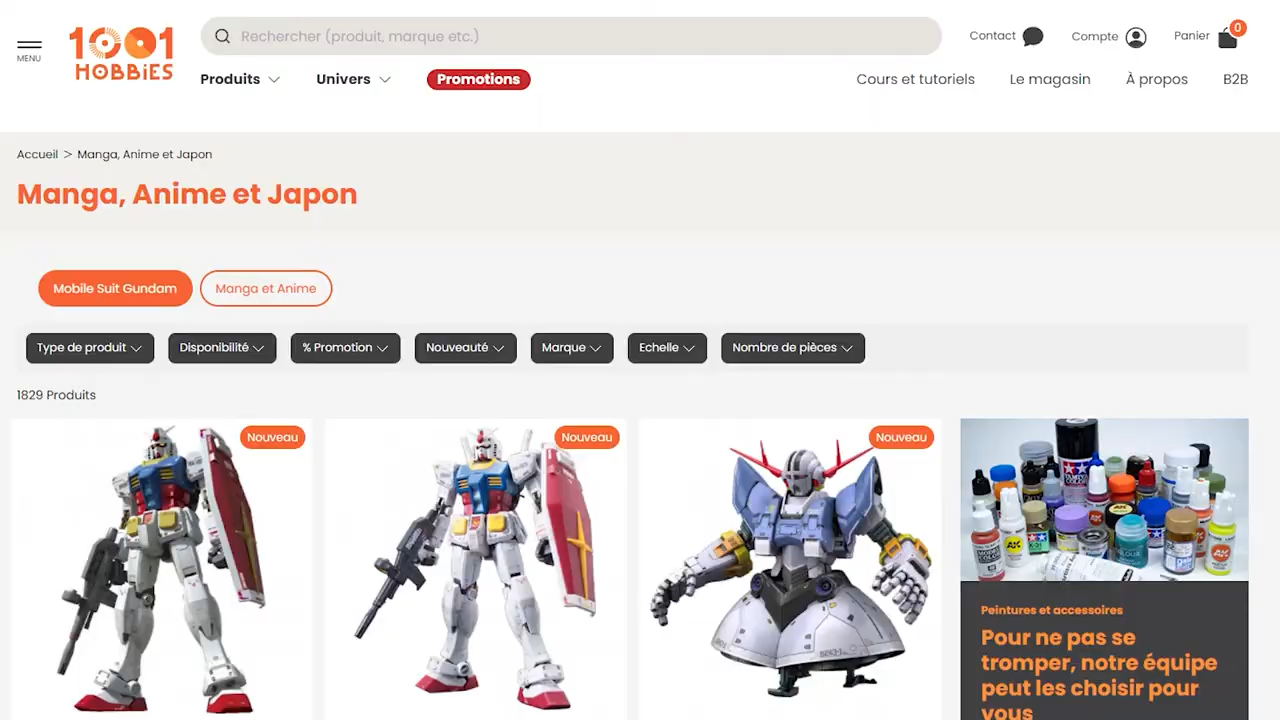 MENU
1001
HOBBIES
Rechercher (produit, marque etc.)
Contact
Compte
Panier
0
Produits
Univers
Promotions
Cours et tutoriels
Le magasin
À propos
B2B
Accueil > Manga, Anime et Japon
Manga, Anime et Japon
Mobile Suit Gundam
Manga et Anime
Type de produit
Disponibilité
% Promotion
Nouveauté
Marque
Echelle
Nombre de pièces
1829 Produits
Nouveau
Nouveau
Nouveau
TAMIYA
AK
AK
Peintures et accessoires
Pour ne pas se
tromper, notre équipe
peut les choisir pour
vous